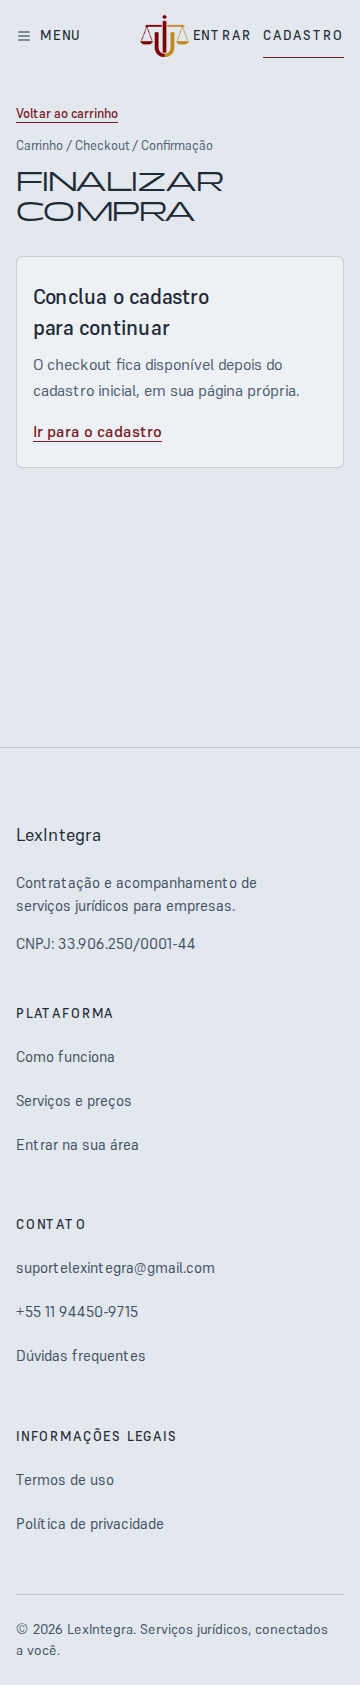 MENU
ENTRAR
CADASTRO
Voltar ao carrinho
Carrinho / Checkout / Confirmação
FINALIZAR
COMPRA
Conclua o cadastro
para continuar
O checkout fica disponível depois do
cadastro inicial, em sua página própria.
Ir para o cadastro
LexIntegra
Contratação e acompanhamento de
serviços jurídicos para empresas.
CNPJ: 33.906.250/0001-44
PLATAFORMA
Como funciona
Serviços e preços
Entrar na sua área
CONTATO
suportelexintegra@gmail.com
+55 11 94450-9715
Dúvidas frequentes
INFORMAÇÕES LEGAIS
Termos de uso
Política de privacidade
© 2026 LexIntegra. Serviços jurídicos, conectados
a você.